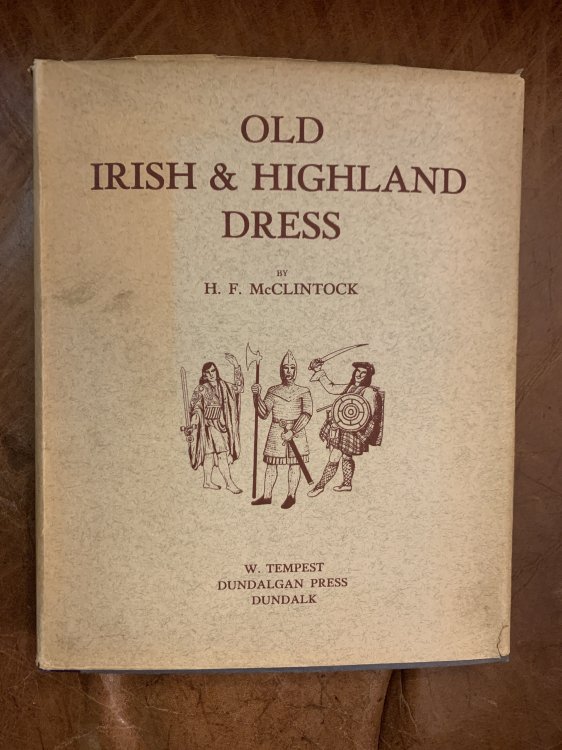 OLD
IRISH & HIGHLAND
DRESS
BY
H. F. McCLINTOCK
W. TEMPEST
DUNDALGAN PRESS
DUNDALK